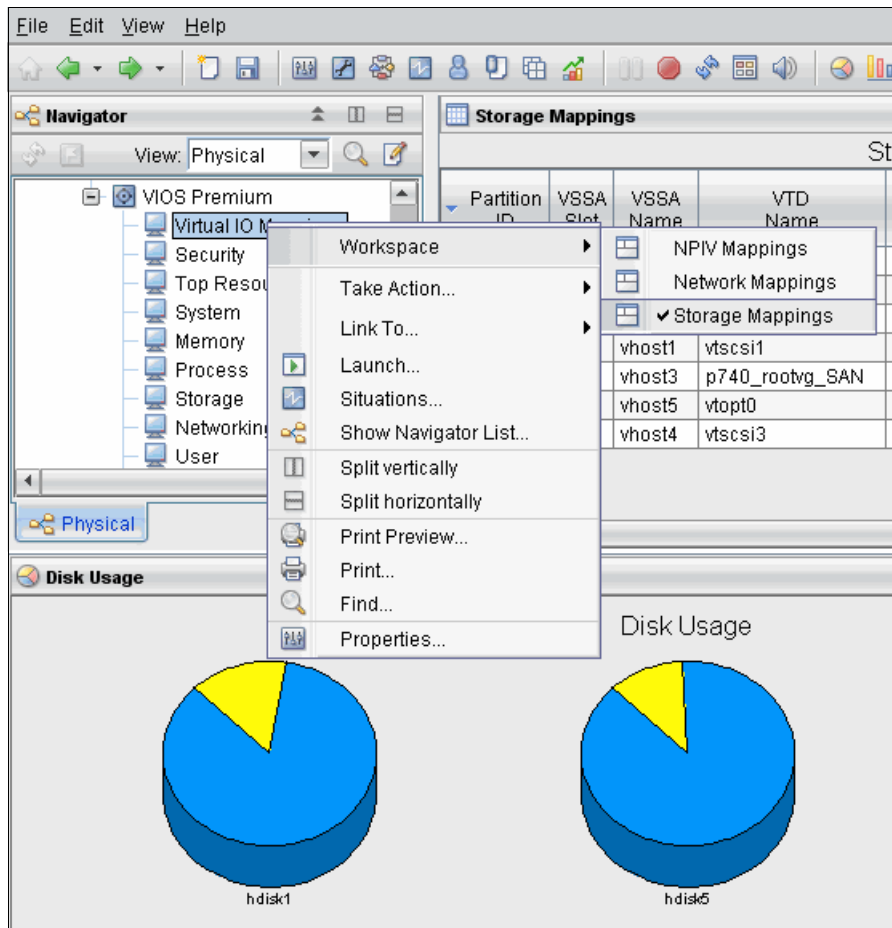 File Edit View Help
Navigator
View: Physical
VIOS Premium
Virtual IO
Security
Top
System
Memory
Process
Storage
User
Physical
Workspace
Take Action...
Link To...
Launch...
Situations...
Show Navigator List...
Split vertically
Split horizontally
Print Preview...
Print...
Find...
Properties...
NPIV Mappings
Network Mappings
✔ Storage Mappings
Storage Mappings
Partition VSSA VSSA VTD
ID Slot Name Name
vhost1 vtscsi1
vhost3 p740_rootvg_SAN
vhost5 vtopt0
vhost4 vtscsi3
Disk Usage
Disk Usage
hdisk1 hdisk5